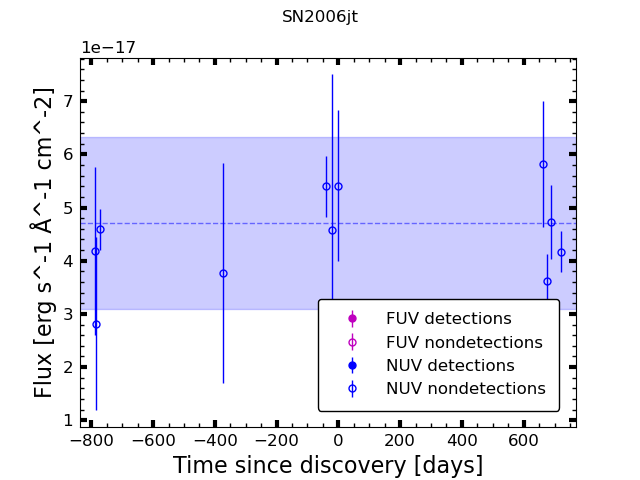 SN2006jt
1e−17
Flux [erg s^-1 Å^-1 cm^-2]
7
6
5
4
3
2
1
FUV detections
FUV nondetections
NUV detections
NUV nondetections
−800 −600 −400 −200 0 200 400 600
Time since discovery [days]